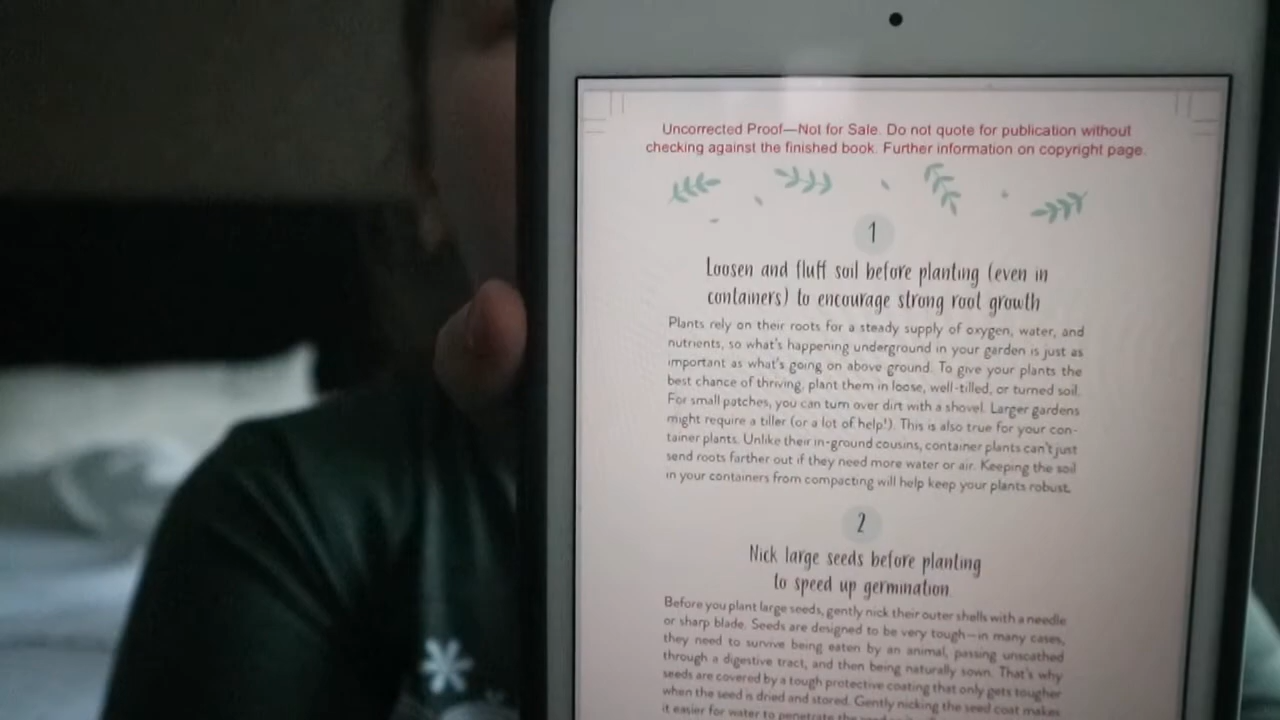 Uncorrected Proof—Not for Sale. Do not quote for publication without
checking against the finished book. Further information on copyright page.
1
Loosen and fluff soil before planting (even in
containers) to encourage strong root growth
Plants rely on their roots for a steady supply of oxygen, water, and
nutrients, so what's happening underground in your garden is just as
important as what's going on above ground. To give your plants the
best chance of thriving, plant them in loose, well-tilled, or turned soil.
For small patches, you can turn over dirt with a shovel. Larger gardens
might require a tiller (or a lot of help!). This is also true for your con-
tainer plants. Unlike their in-ground cousins, container plants can't just
send roots farther out if they need more water or air. Keeping the soil
in your containers from compacting will help keep your plants robust.
2
Nick large seeds before planting
to speed up germination
Before you plant large seeds, gently nick their outer shells with a needle
or sharp blade. Seeds are designed to be very tough—in many cases,
they need to survive being eaten by an animal, passing unscathed
through a digestive tract, and then being naturally sown. That's why
seeds are covered by a tough protective coating that only gets tougher
when the seed is dried and stored. Gently nicking the seed coat makes
it easier for water to penetrate the